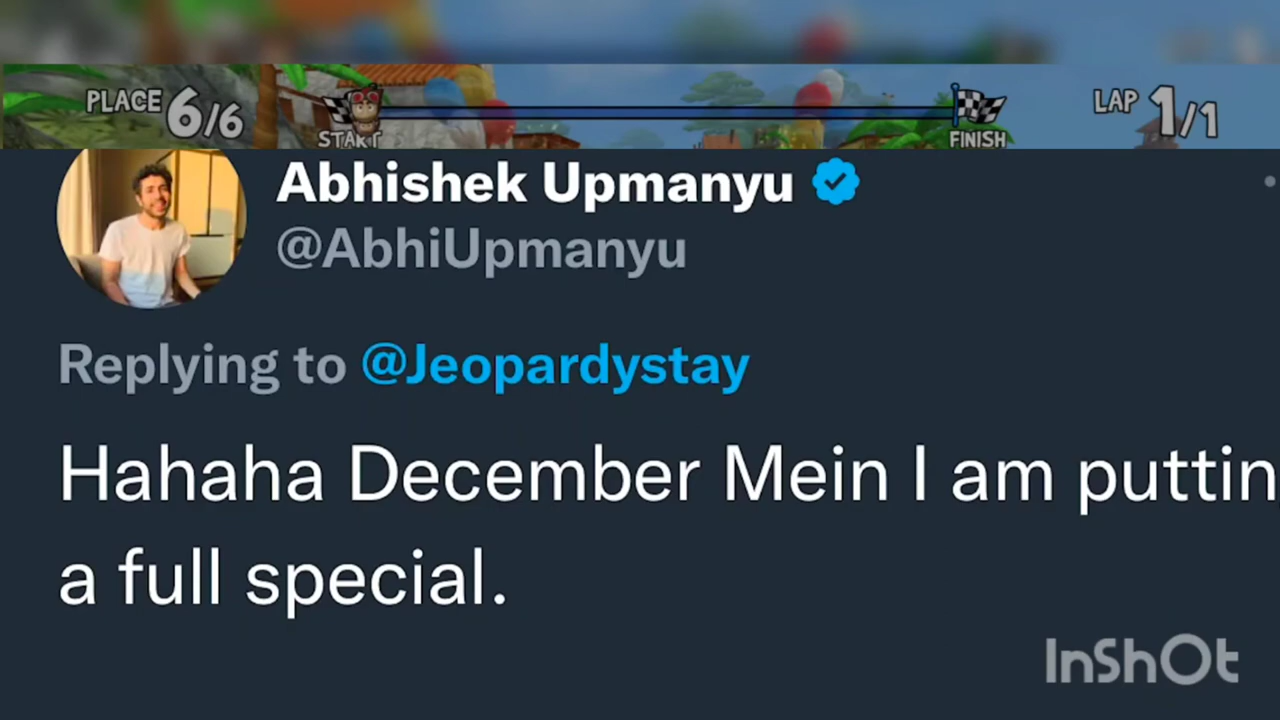 PLACE 6/6
START
FINISH
LAP 1/1
Abhishek Upmanyu
@AbhiUpmanyu
Replying to @Jeopardystay
Hahaha December Mein I am puttin
a full special.
InShOt